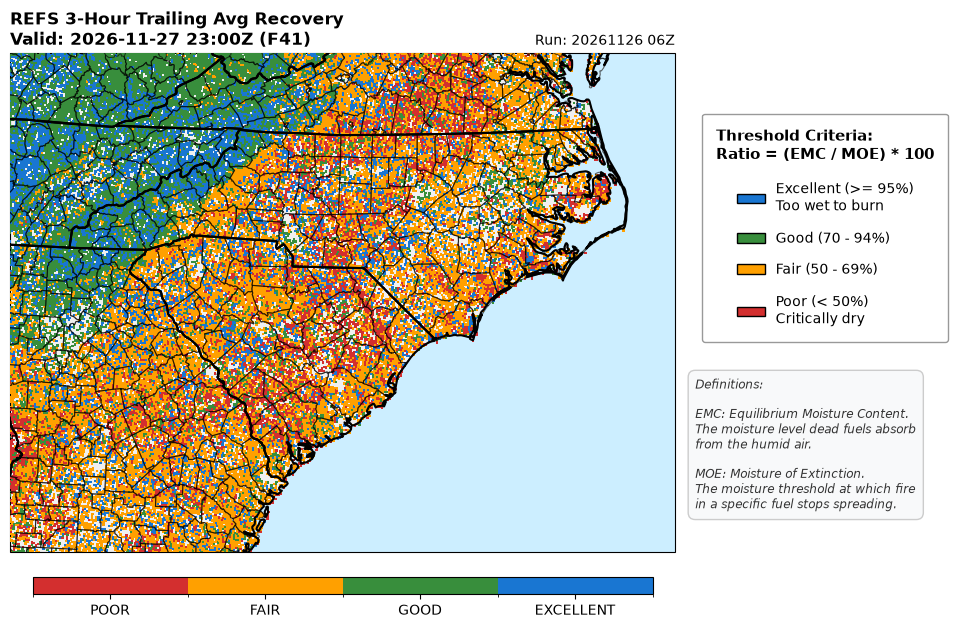 REFS 3-Hour Trailing Avg Recovery
Valid: 2026-11-27 23:00Z (F41)
Run: 20261126 06Z
Threshold Criteria:
Ratio = (EMC / MOE) * 100
Excellent (>= 95%)
Too wet to burn
Good (70 - 94%)
Fair (50 - 69%)
Poor (< 50%)
Critically dry
Definitions:
EMC: Equilibrium Moisture Content.
The moisture level dead fuels absorb
from the humid air.
MOE: Moisture of Extinction.
The moisture threshold at which fire
in a specific fuel stops spreading.
POOR
FAIR
GOOD
EXCELLENT